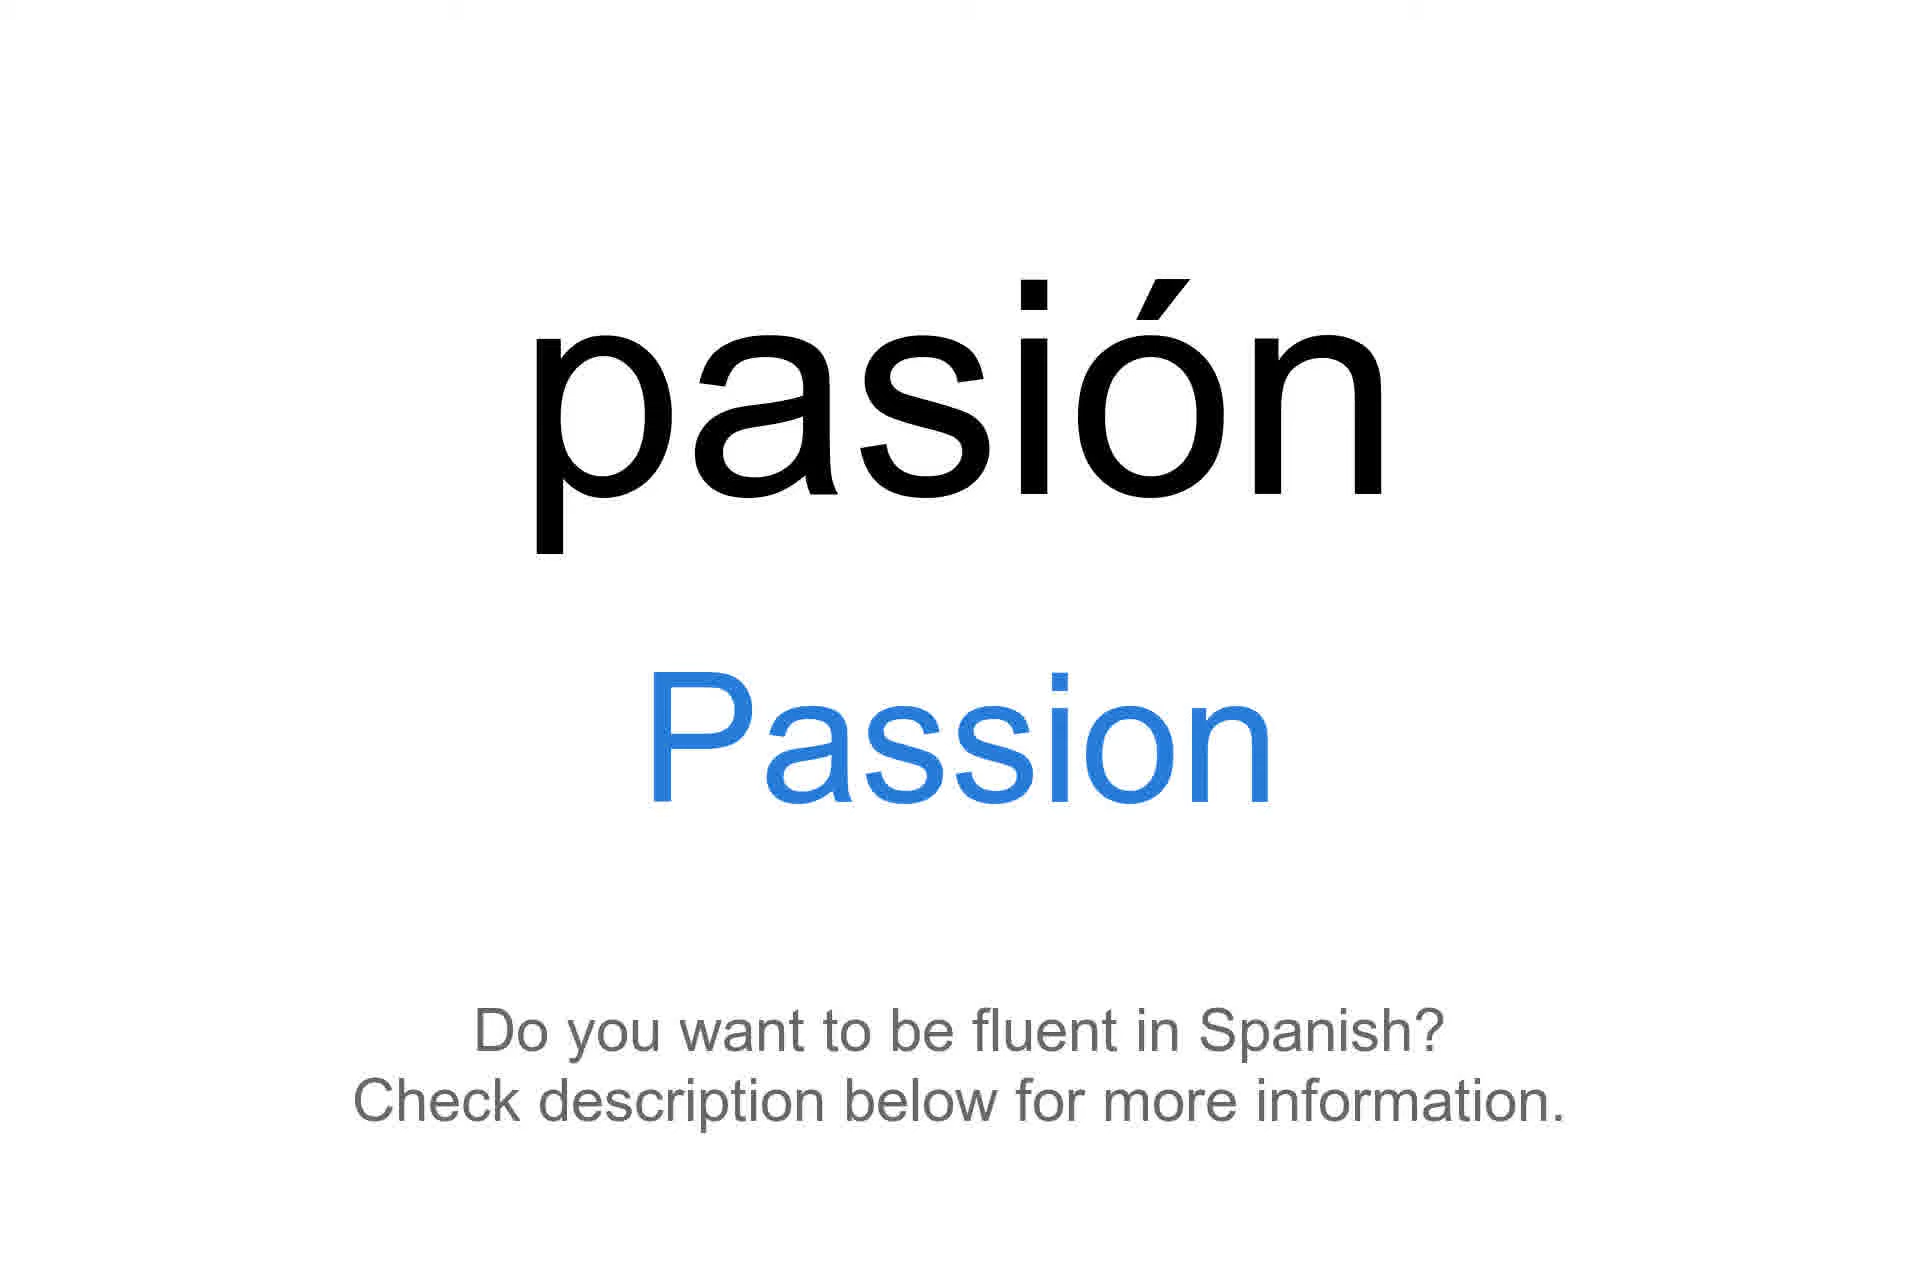 pasión
Passion
Do you want to be fluent in Spanish?
Check description below for more information.